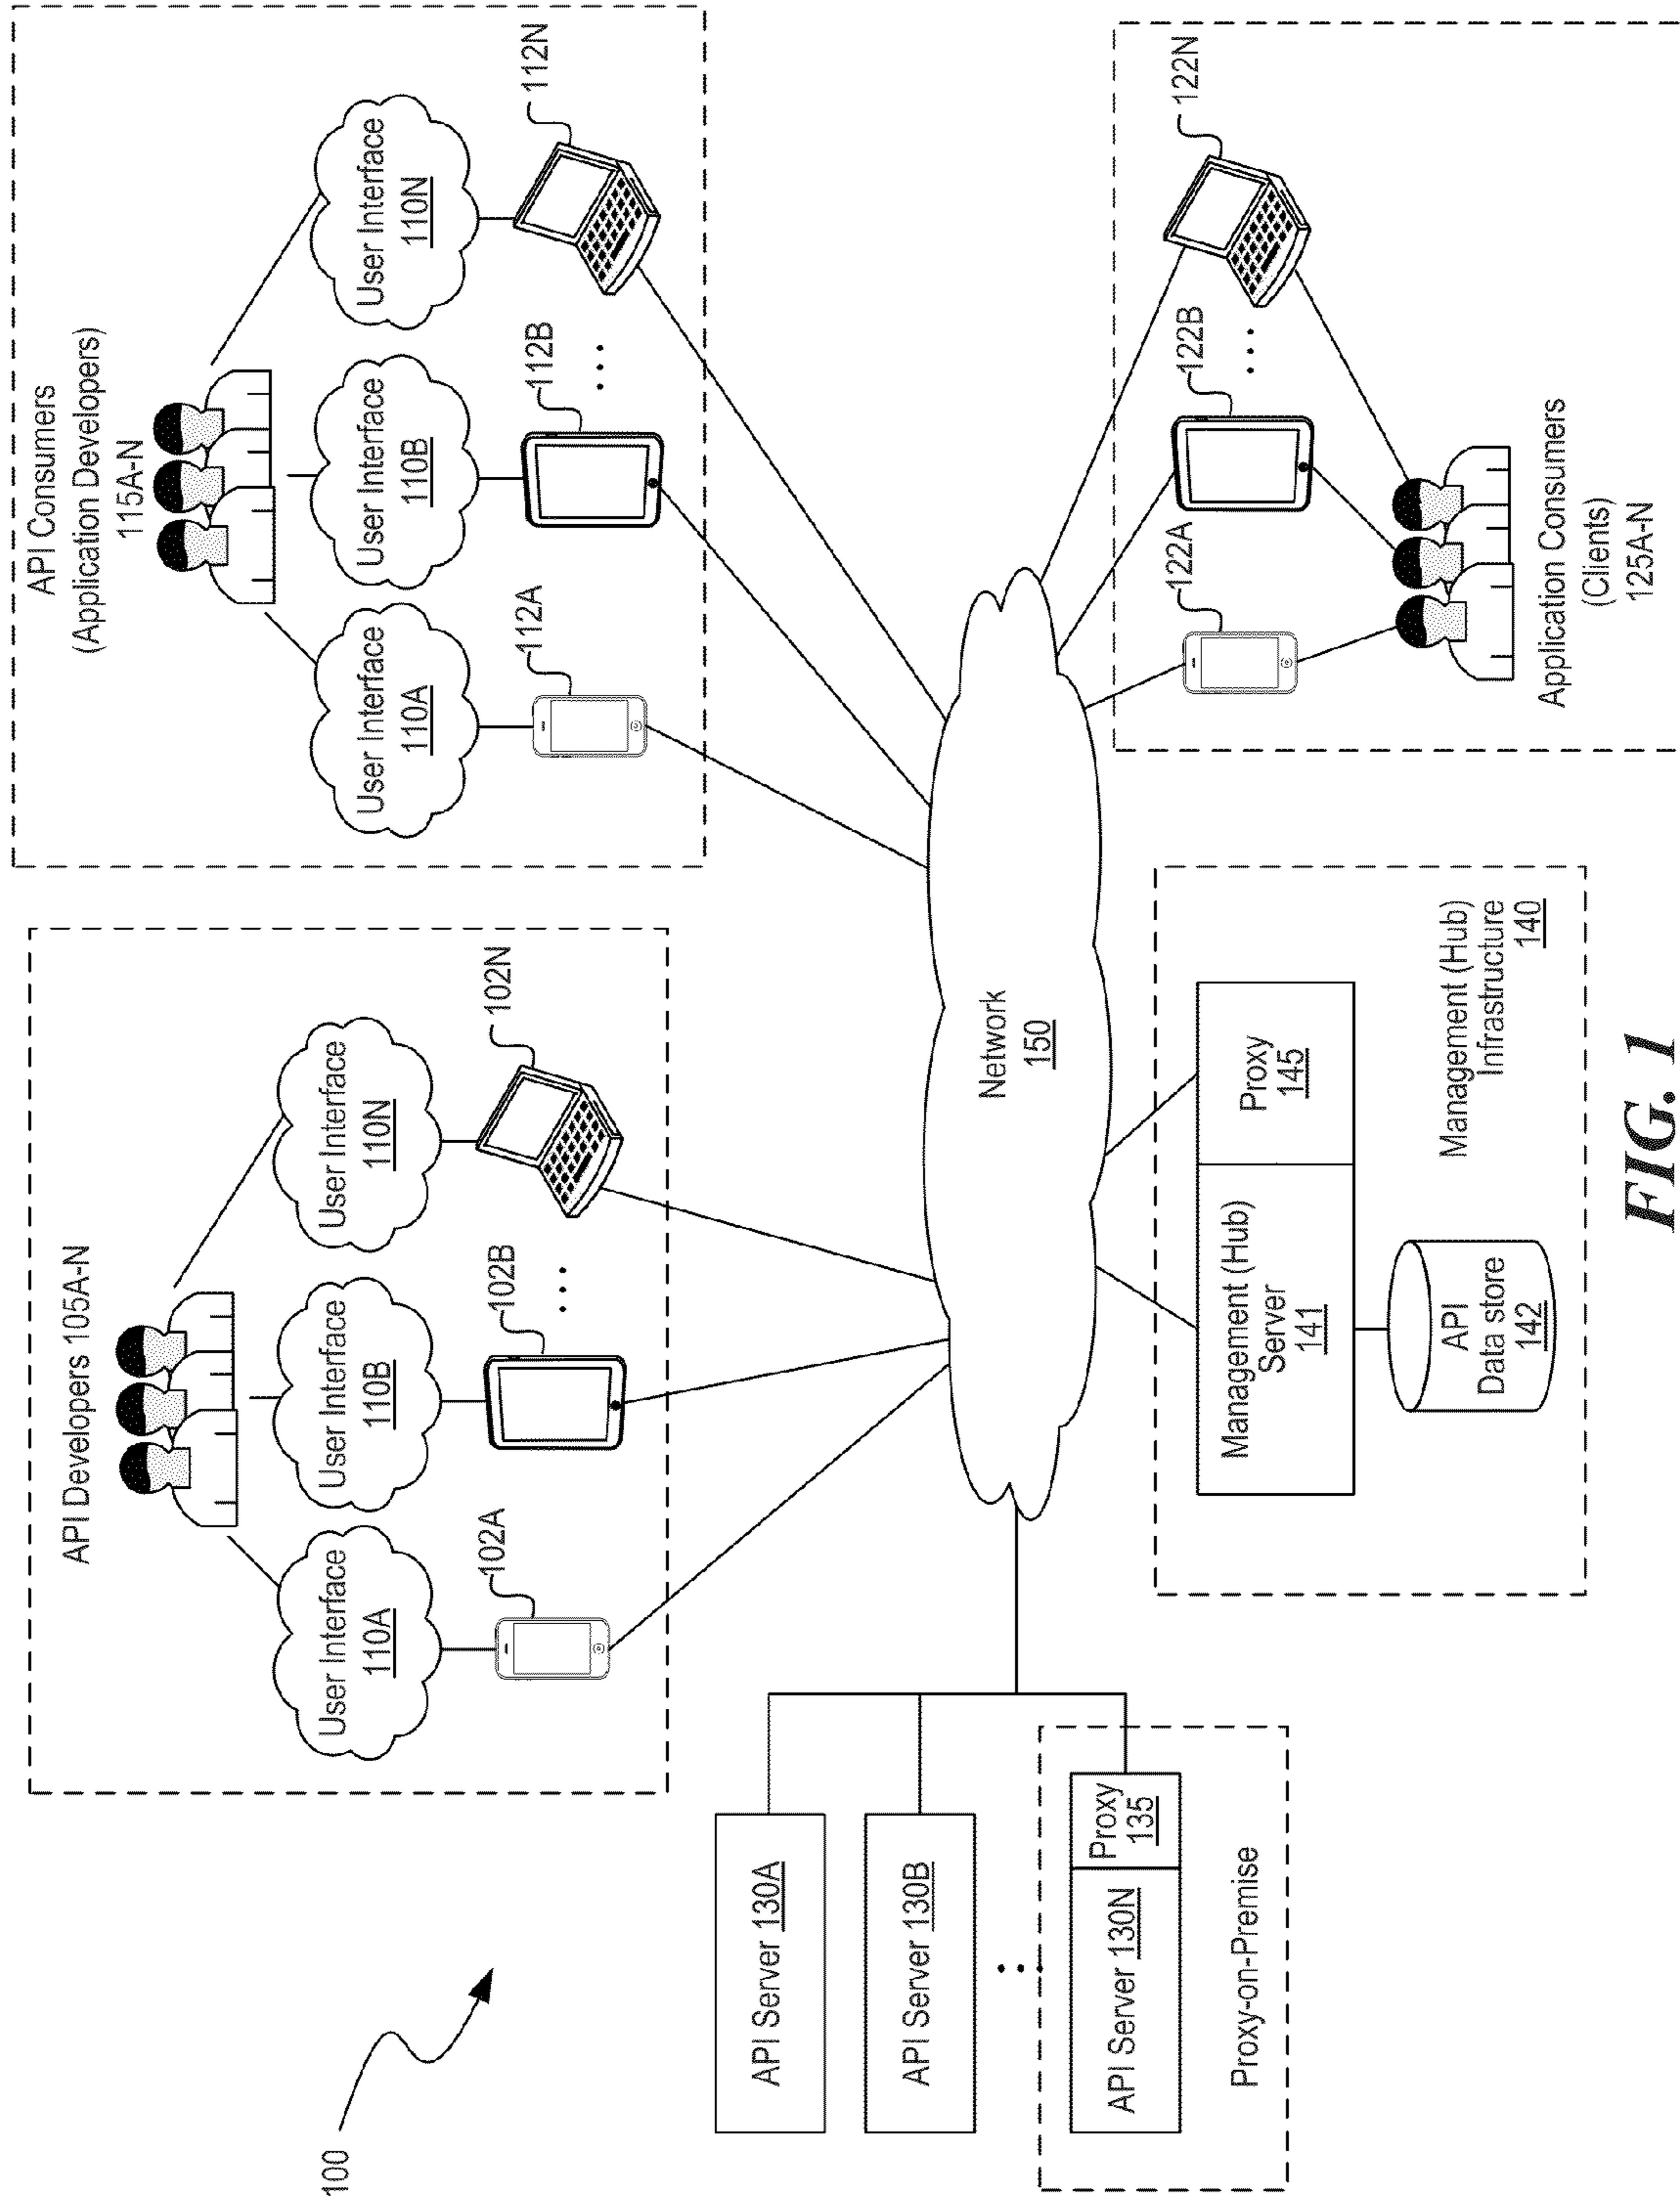 100
API Developers 105A-N
User Interface
110A
User Interface
110B
User Interface
110N
102A
102B
102N
API Consumers
(Application Developers)
115A-N
User Interface
110A
User Interface
110B
User Interface
110N
112A
112B
112N
API Server 130A
API Server 130B
API Server 130N
Proxy
135
Proxy-on-Premise
Network
150
Management (Hub)
Server
141
Proxy
145
API
Data store
142
Management (Hub)
Infrastructure
140
122A
122B
122N
Application Consumers
(Clients)
125A-N
FIG. 1